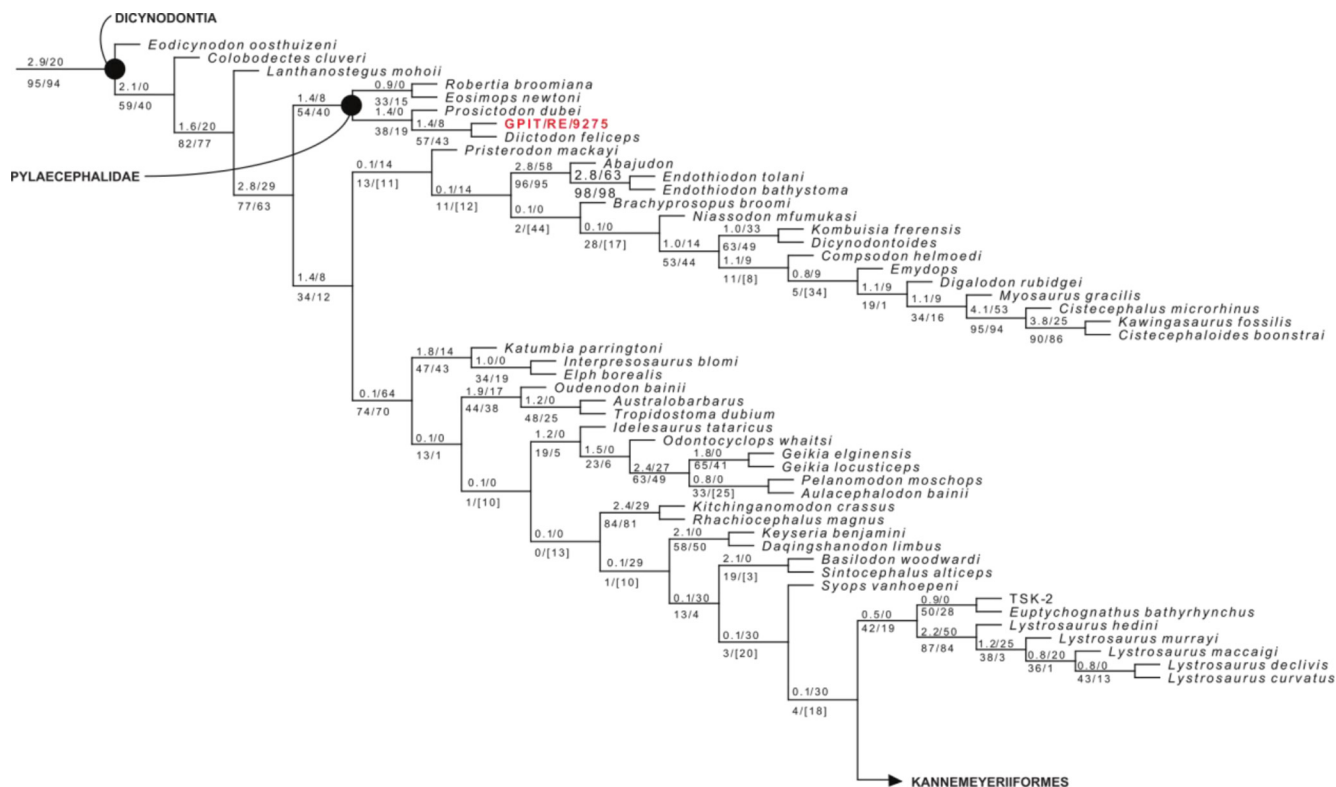 DICYNODONTIA
Eodicynodon oosthuizeni
2.9/20
Colobodectes cluveri
95/94
2.1/0
Lanthanostegus mohoii
59/40
0.9/0
Robertia broomiana
1.4/8
33/15
Eosimops newtoni
54/40
1.4/0
Prosictodon dubei
1.6/20
38/19
1.4/8
GPIT/RE/9275
82/77
57/43
Diictodon feliceps
Pristerodon mackayi
PYLAECEPHALIDAE
0.1/14
2.8/58
Abajudon
13/[11]
96/95
2.8/63
Endothiodon tolani
2.8/29
0.1/14
98/98
Endothiodon bathystoma
77/63
11/[12]
0.1/0
Brachyprosopus broomi
2/[44]
0.1/0
Niassodon mfumukasi
28/[17]
1.0/33
Kombuisia frerensis
1.0/14
63/49
Dicynodontoides
53/44
1.1/9
Compsodon helmoedi
11/[8]
0.8/9
Emydops
5/[34]
1.1/9
Digalodon rubidgei
19/1
1.1/9
Myosaurus gracilis
34/16
4.1/53
Cistecephalus microrhinus
95/94
3.8/25
Kawingasaurus fossilis
90/86
Cistecephaloides boonstrai
1.4/8
34/12
1.8/14
Katumbia parringtoni
47/43
1.0/0
Interpresosaurus blomi
34/19
Elph borealis
0.1/64
1.9/17
Oudenodon bainii
74/70
44/38
1.2/0
Australobarbarus
48/25
Tropidostoma dubium
0.1/0
1.2/0
Idelesaurus tataricus
13/1
19/5
1.5/0
Odontocyclops whaitsi
23/6
1.8/0
Geikia elginensis
2.4/27
65/41
Geikia locusticeps
63/49
0.8/0
Pelanomodon moschops
0.1/0
33/[25]
Aulacephalodon bainii
1/[10]
2.4/29
Kitchinganomodon crassus
84/81
Rhachiocephalus magnus
0.1/0
2.1/0
Keyseria benjamini
0/[13]
58/50
Daqingshanodon limbus
0.1/29
2.1/0
Basilodon woodwardi
1/[10]
19/[3]
Sintocephalus alticeps
0.1/30
Syops vanhoepeni
13/4
0.9/0
TSK-2
0.5/0
50/28
Euptychognathus bathyrhynchus
42/19
2.2/50
Lystrosaurus hedini
0.1/30
87/84
1.2/25
Lystrosaurus murrayi
3/[20]
38/3
0.8/20
Lystrosaurus maccaigi
36/1
0.8/0
Lystrosaurus declivis
43/13
Lystrosaurus curvatus
0.1/30
4/[18]
KANNEMEYERIIFORMES